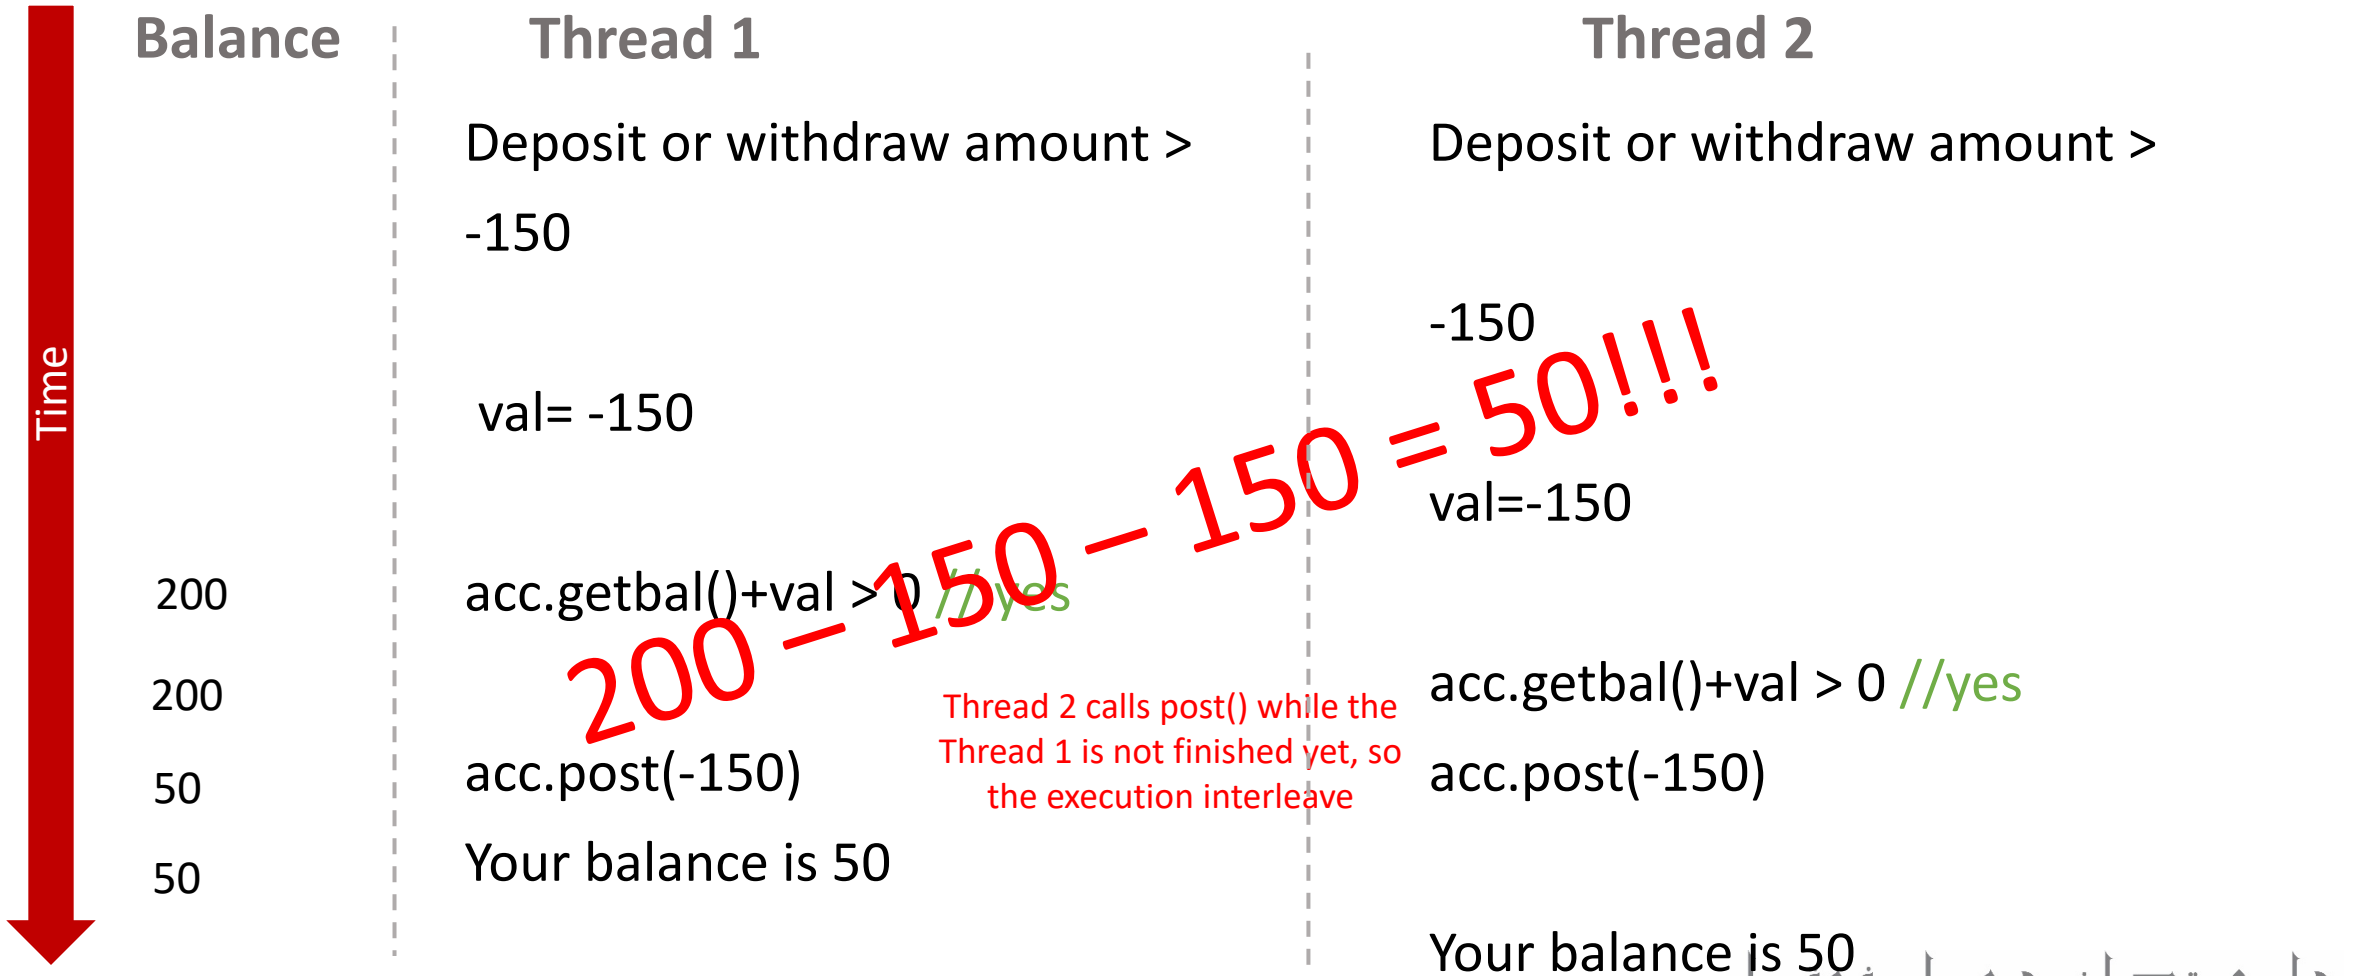 Balance Thread 1 Thread 2
Deposit or withdraw amount > Deposit or withdraw amount >
-150
-150
val= -150
val=-150
200 acc.getbal()+val > 0 //yes
200 acc.getbal()+val > 0 //yes
50 acc.post(-150) acc.post(-150)
50 Your balance is 50
Your balance is 50
Time
200 – 150 – 150 = 50!!!
Thread 2 calls post() while the
Thread 1 is not finished yet, so
the execution interleave